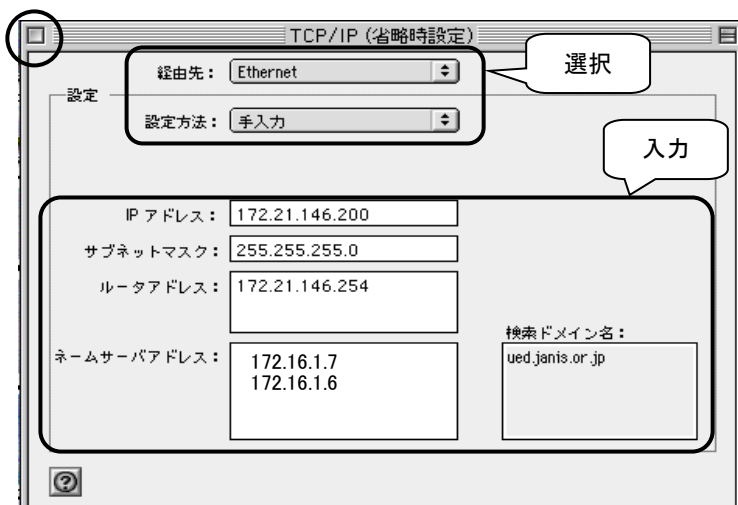 TCP/IP (省略時設定)
経由先： Ethernet
選択
設定
設定方法： 手入力
入力
IP アドレス： 172.21.146.200
サブネットマスク： 255.255.255.0
ルータアドレス： 172.21.146.254
検索ドメイン名：
ネームサーバアドレス： 172.16.1.7
ued.janis.or.jp
172.16.1.6
?